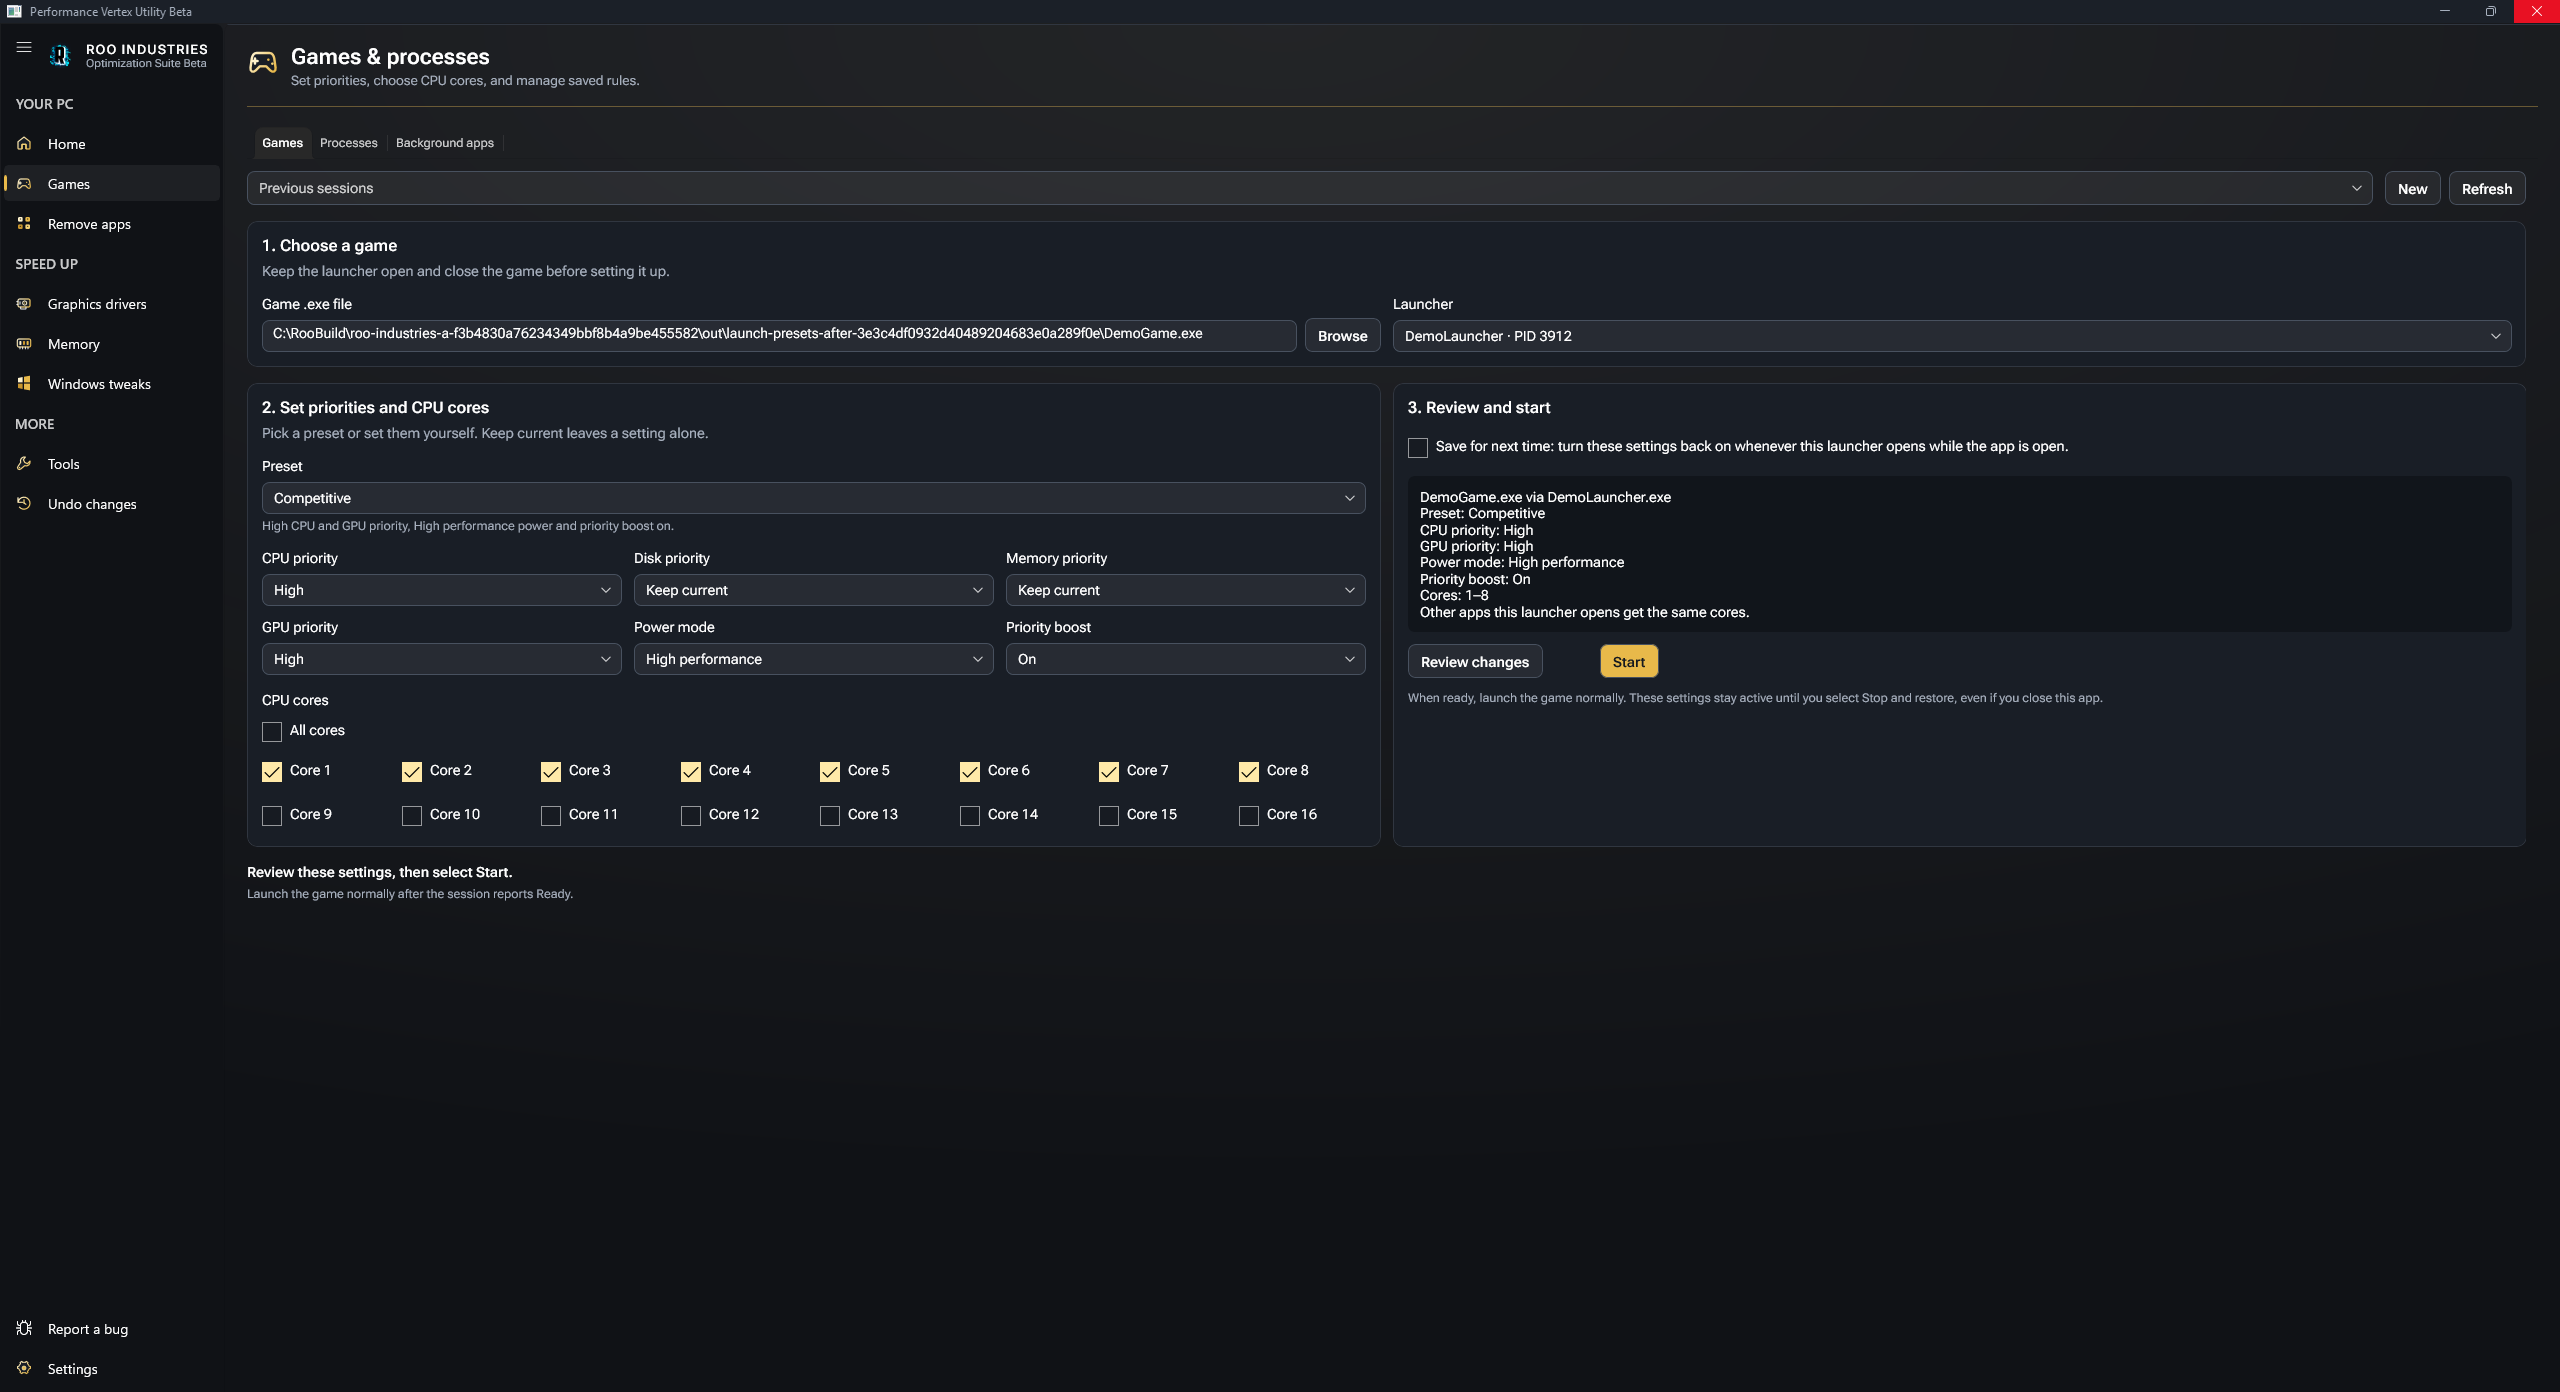 Performance Vertex Utility Beta
ROO INDUSTRIES
Optimization Suite Beta
YOUR PC
Home
Games
Remove apps
SPEED UP
Graphics drivers
Memory
Windows tweaks
MORE
Tools
Undo changes
Report a bug
Settings
Games & processes
Set priorities, choose CPU cores, and manage saved rules.
Games
Processes
Background apps
Previous sessions
New
Refresh
1. Choose a game
Keep the launcher open and close the game before setting it up.
Game .exe file
C:\RooBuild\roo-industries-a-f3b4830a76234349bbf8b4a9be455582\out\launch-presets-after-3e3c4df0932d40489204683e0a289f0e\DemoGame.exe
Browse
Launcher
DemoLauncher · PID 3912
2. Set priorities and CPU cores
Pick a preset or set them yourself. Keep current leaves a setting alone.
Preset
Competitive
High CPU and GPU priority, High performance power and priority boost on.
CPU priority
High
Disk priority
Keep current
Memory priority
Keep current
GPU priority
High
Power mode
High performance
Priority boost
On
CPU cores
All cores
Core 1
Core 2
Core 3
Core 4
Core 5
Core 6
Core 7
Core 8
Core 9
Core 10
Core 11
Core 12
Core 13
Core 14
Core 15
Core 16
3. Review and start
Save for next time: turn these settings back on whenever this launcher opens while the app is open.
DemoGame.exe via DemoLauncher.exe
Preset: Competitive
CPU priority: High
GPU priority: High
Power mode: High performance
Priority boost: On
Cores: 1–8
Other apps this launcher opens get the same cores.
Review changes
Start
When ready, launch the game normally. These settings stay active until you select Stop and restore, even if you close this app.
Review these settings, then select Start.
Launch the game normally after the session reports Ready.